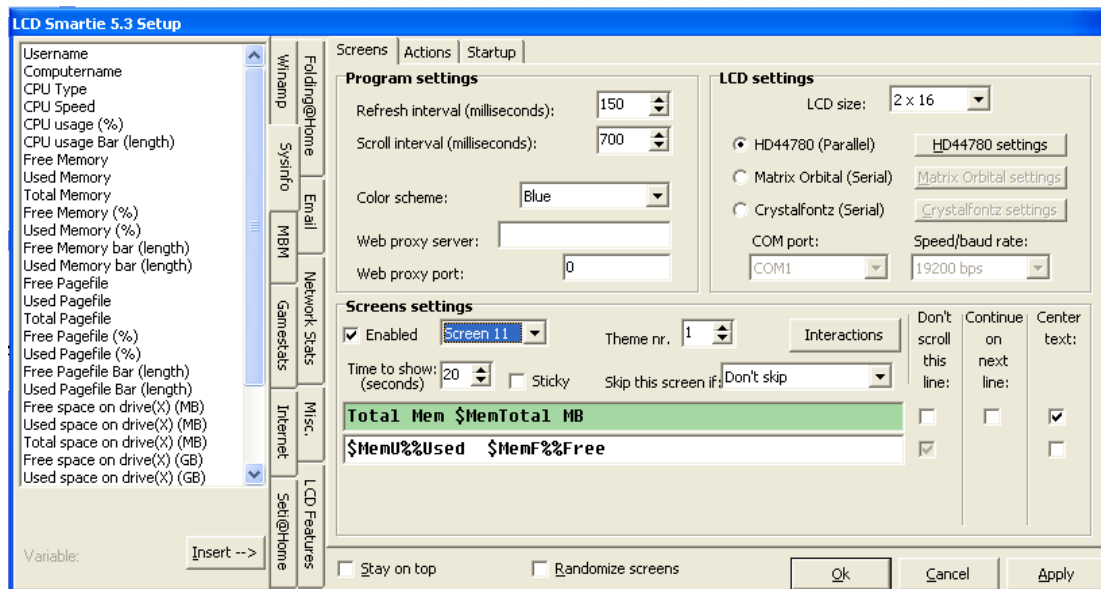 LCD Smartie 5.3 Setup
Username
Computername
CPU Type
CPU Speed
CPU usage (%)
CPU usage Bar (length)
Free Memory
Used Memory
Total Memory
Free Memory (%)
Used Memory (%)
Free Memory bar (length)
Used Memory bar (length)
Free Pagefile
Used Pagefile
Total Pagefile
Free Pagefile (%)
Used Pagefile (%)
Free Pagefile Bar (length)
Used Pagefile Bar (length)
Free space on drive(X) (MB)
Used space on drive(X) (MB)
Total space on drive(X) (MB)
Free space on drive(X) (GB)
Used space on drive(X) (GB)
Variable:
Insert -->
Winamp
Sysinfo
MBM
Gamestats
Internet
Seti@Home
Folding@Home
Email
Network Stats
Misc.
LCD Features
Screens Actions Startup
Program settings
Refresh interval (milliseconds): 150
Scroll interval (milliseconds): 700
Color scheme: Blue
Web proxy server:
Web proxy port: 0
LCD settings
LCD size: 2 x 16
HD44780 (Parallel) HD44780 settings
Matrix Orbital (Serial) Matrix Orbital settings
Crystalfontz (Serial) Crystalfontz settings
COM port: Speed/baud rate:
COM1 19200 bps
Screens settings
Enabled Screen 11 Theme nr. 1 Interactions
Time to show: 20 Sticky Skip this screen if: Don't skip
(seconds)
Don't scroll this line:
Continue on next line:
Center text:
Total Mem $MemTotal MB
$MemU%%Used $MemF%%Free
Stay on top Randomize screens Ok Cancel Apply